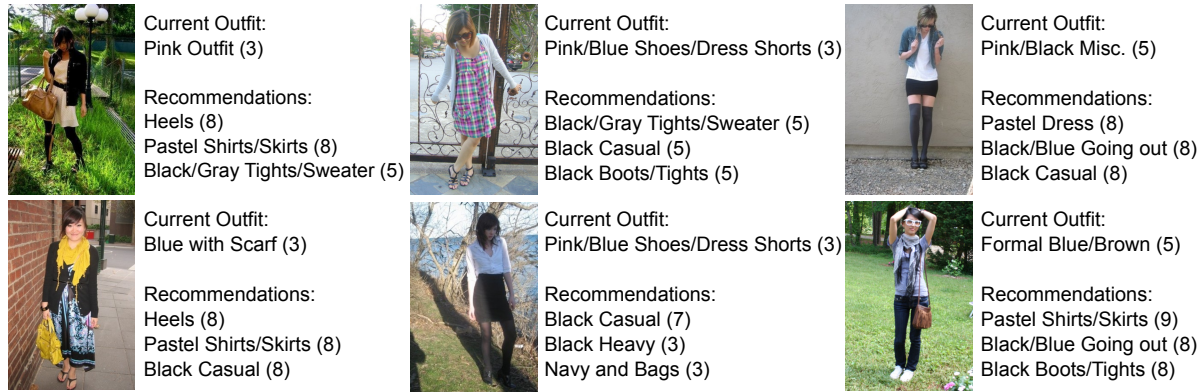 Current Outfit:
Pink Outfit (3)
Recommendations:
Heels (8)
Pastel Shirts/Skirts (8)
Black/Gray Tights/Sweater (5)
Current Outfit:
Pink/Blue Shoes/Dress Shorts (3)
Recommendations:
Black/Gray Tights/Sweater (5)
Black Casual (5)
Black Boots/Tights (5)
Current Outfit:
Pink/Black Misc. (5)
Recommendations:
Pastel Dress (8)
Black/Blue Going out (8)
Black Casual (8)
Current Outfit:
Blue with Scarf (3)
Recommendations:
Heels (8)
Pastel Shirts/Skirts (8)
Black Casual (8)
Current Outfit:
Pink/Blue Shoes/Dress Shorts (3)
Recommendations:
Black Casual (7)
Black Heavy (3)
Navy and Bags (3)
Current Outfit:
Formal Blue/Brown (5)
Recommendations:
Pastel Shirts/Skirts (9)
Black/Blue Going out (8)
Black Boots/Tights (8)